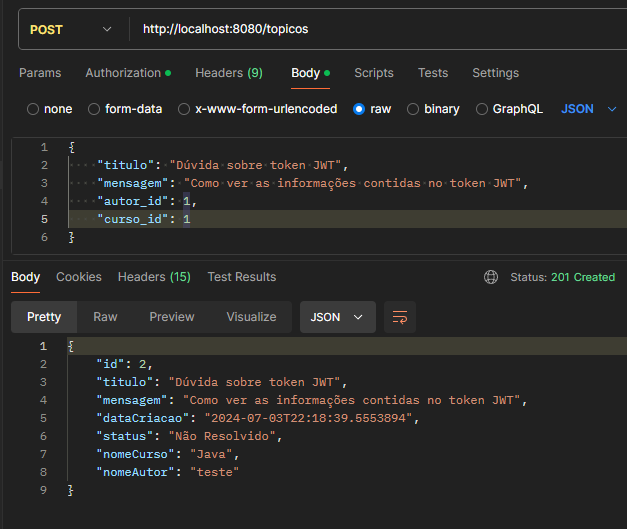 POST http://localhost:8080/topicos
Params Authorization Headers (9) Body Scripts Tests Settings
none form-data x-www-form-urlencoded raw binary GraphQL JSON
1 {
2 "titulo": "Dúvida sobre token JWT",
3 "mensagem": "Como ver as informações contidas no token JWT",
4 "autor_id": 1,
5 "curso_id": 1
6 }
Body Cookies Headers (15) Test Results Status: 201 Created
Pretty Raw Preview Visualize JSON
1 {
2 "id": 2,
3 "titulo": "Dúvida sobre token JWT",
4 "mensagem": "Como ver as informações contidas no token JWT",
5 "dataCriacao": "2024-07-03T22:18:39.5553894",
6 "status": "Não Resolvido",
7 "nomeCurso": "Java",
8 "nomeAutor": "teste"
9 }